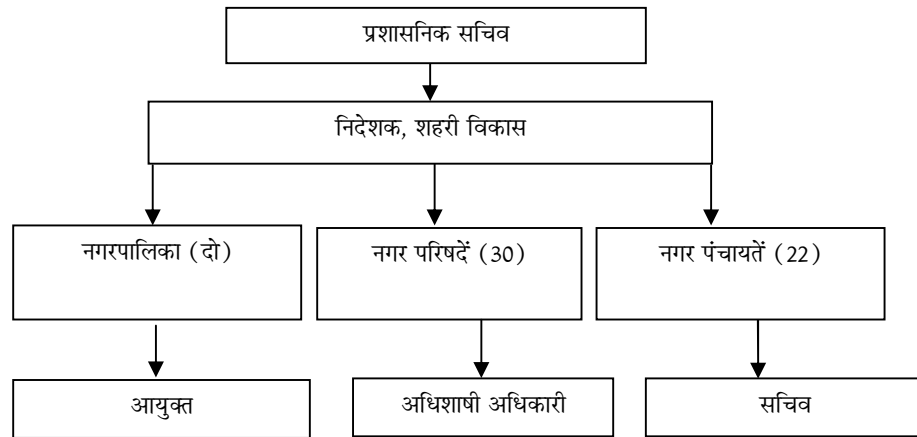 प्रशासनिक सचिव
निदेशक, शहरी विकास
नगरपालिका (दो)
नगर परिषदें (30)
नगर पंचायतें (22)
आयुक्त
अधिशाषी अधिकारी
सचिव